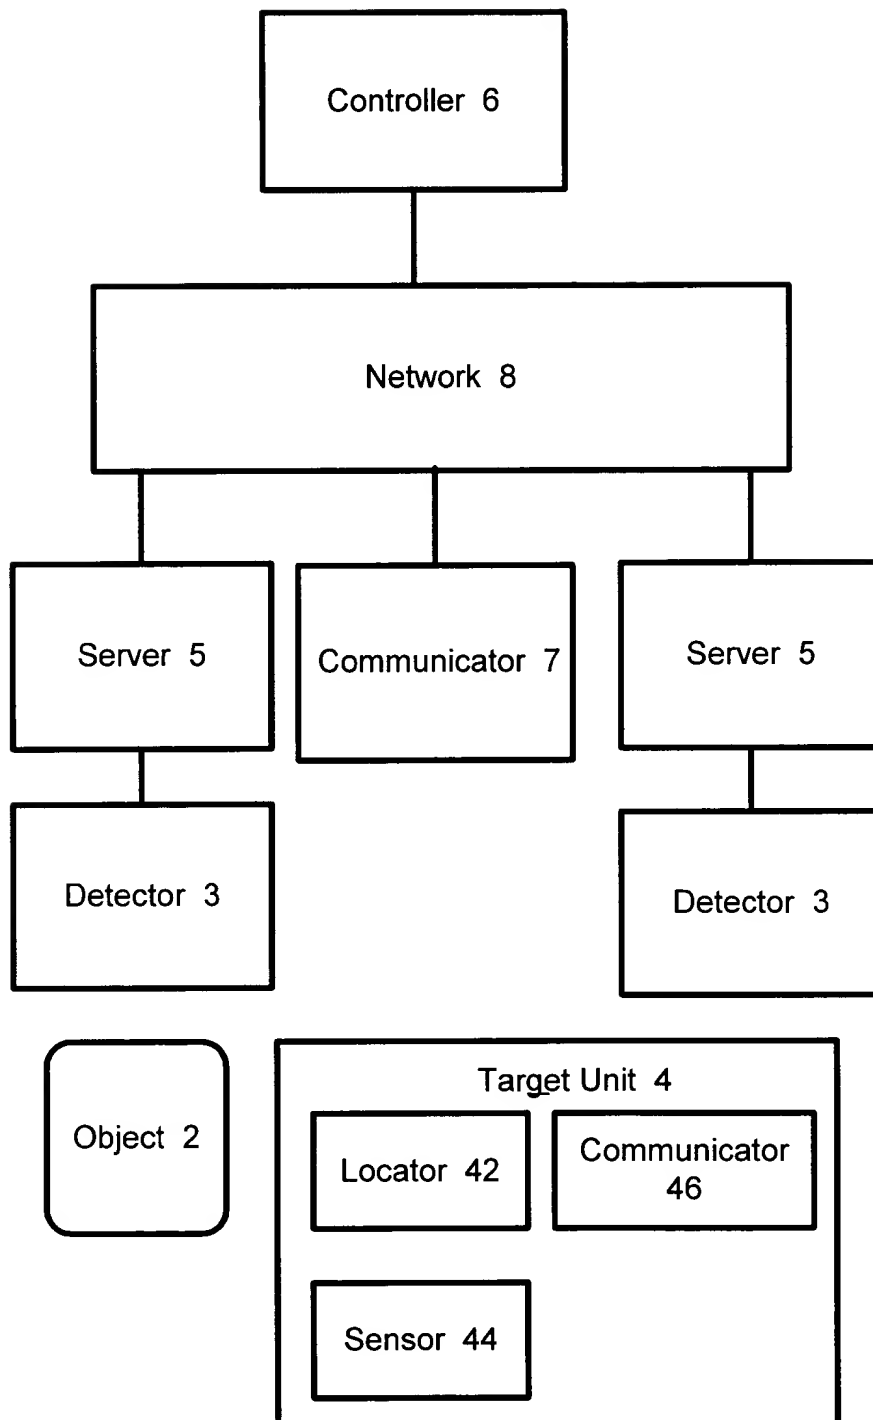 Controller 6
Network 8
Server 5
Communicator 7
Server 5
Detector 3
Detector 3
Object 2
Target Unit 4
Locator 42
Communicator
46
Sensor 44